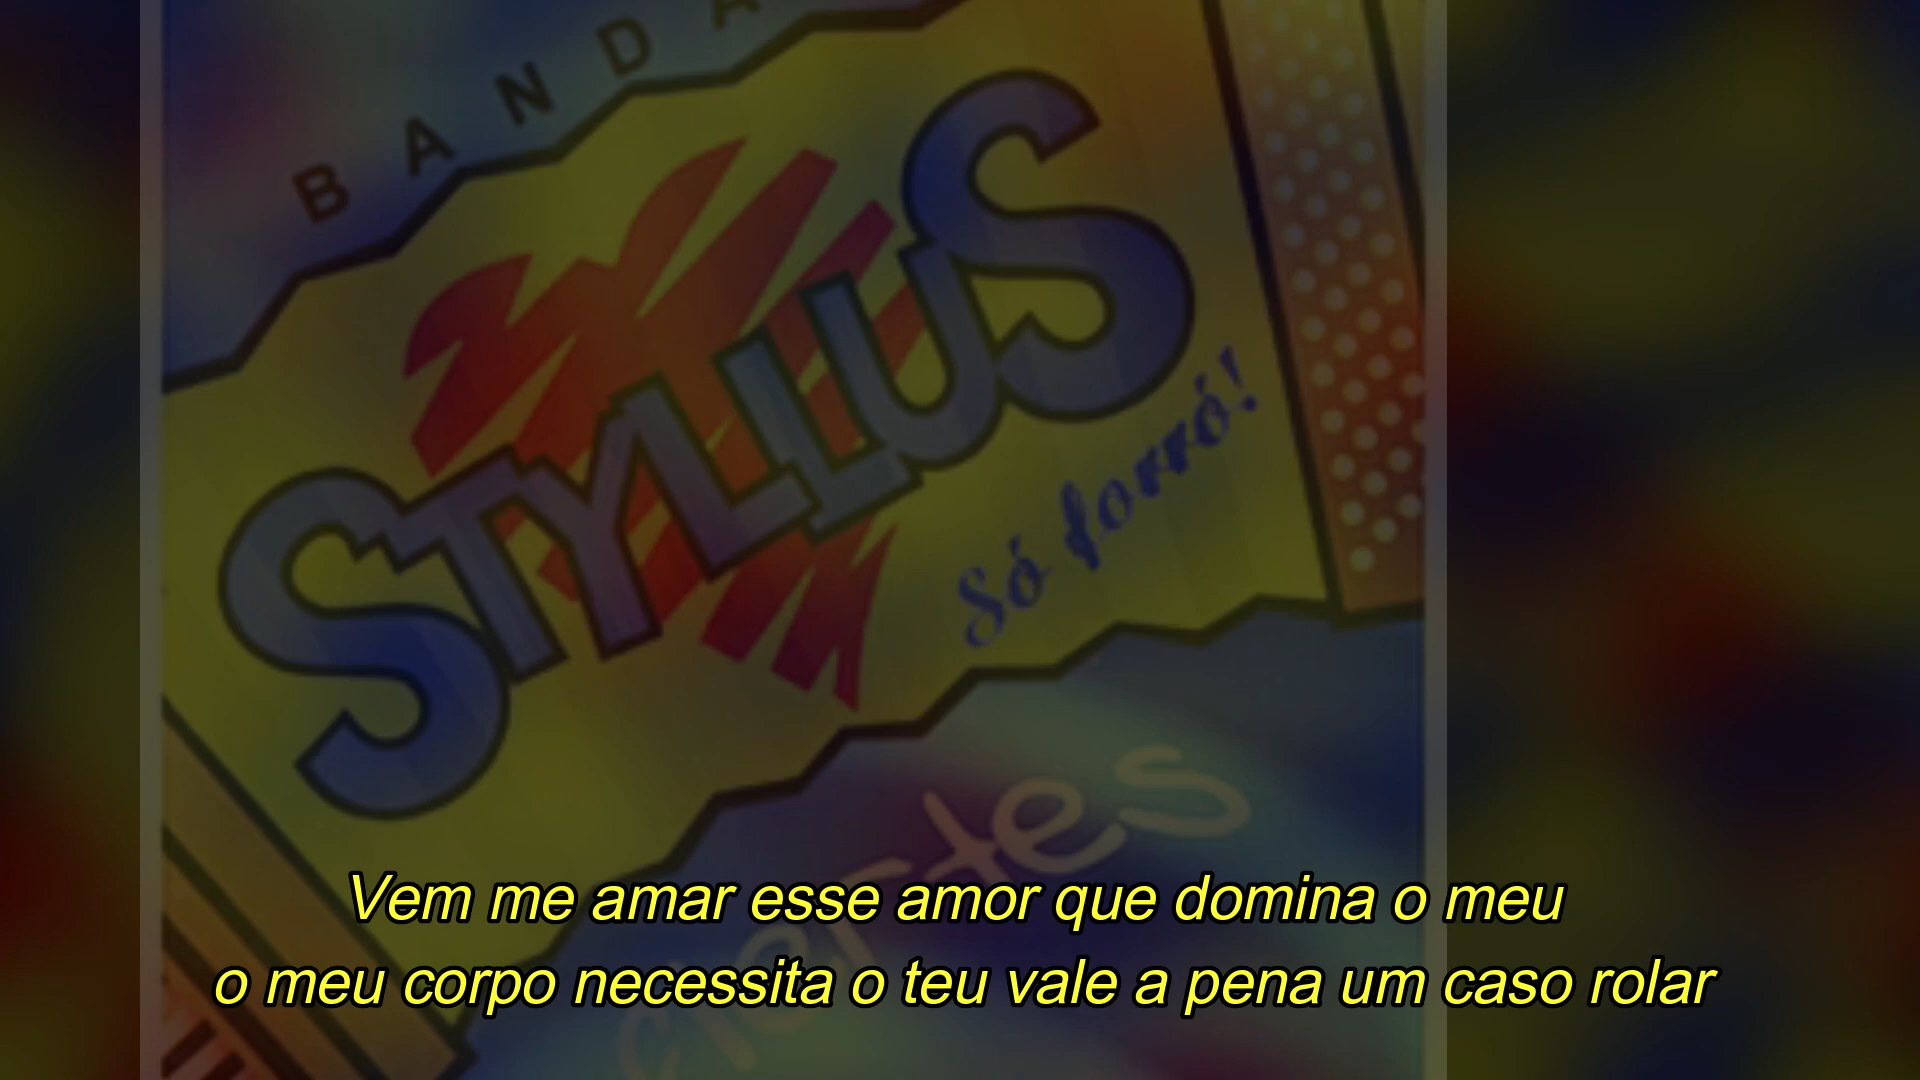 BANDA
STYLLUS
Só forró!
Vem me amar esse amor que domina o meu
o meu corpo necessita o teu vale a pena um caso rolar